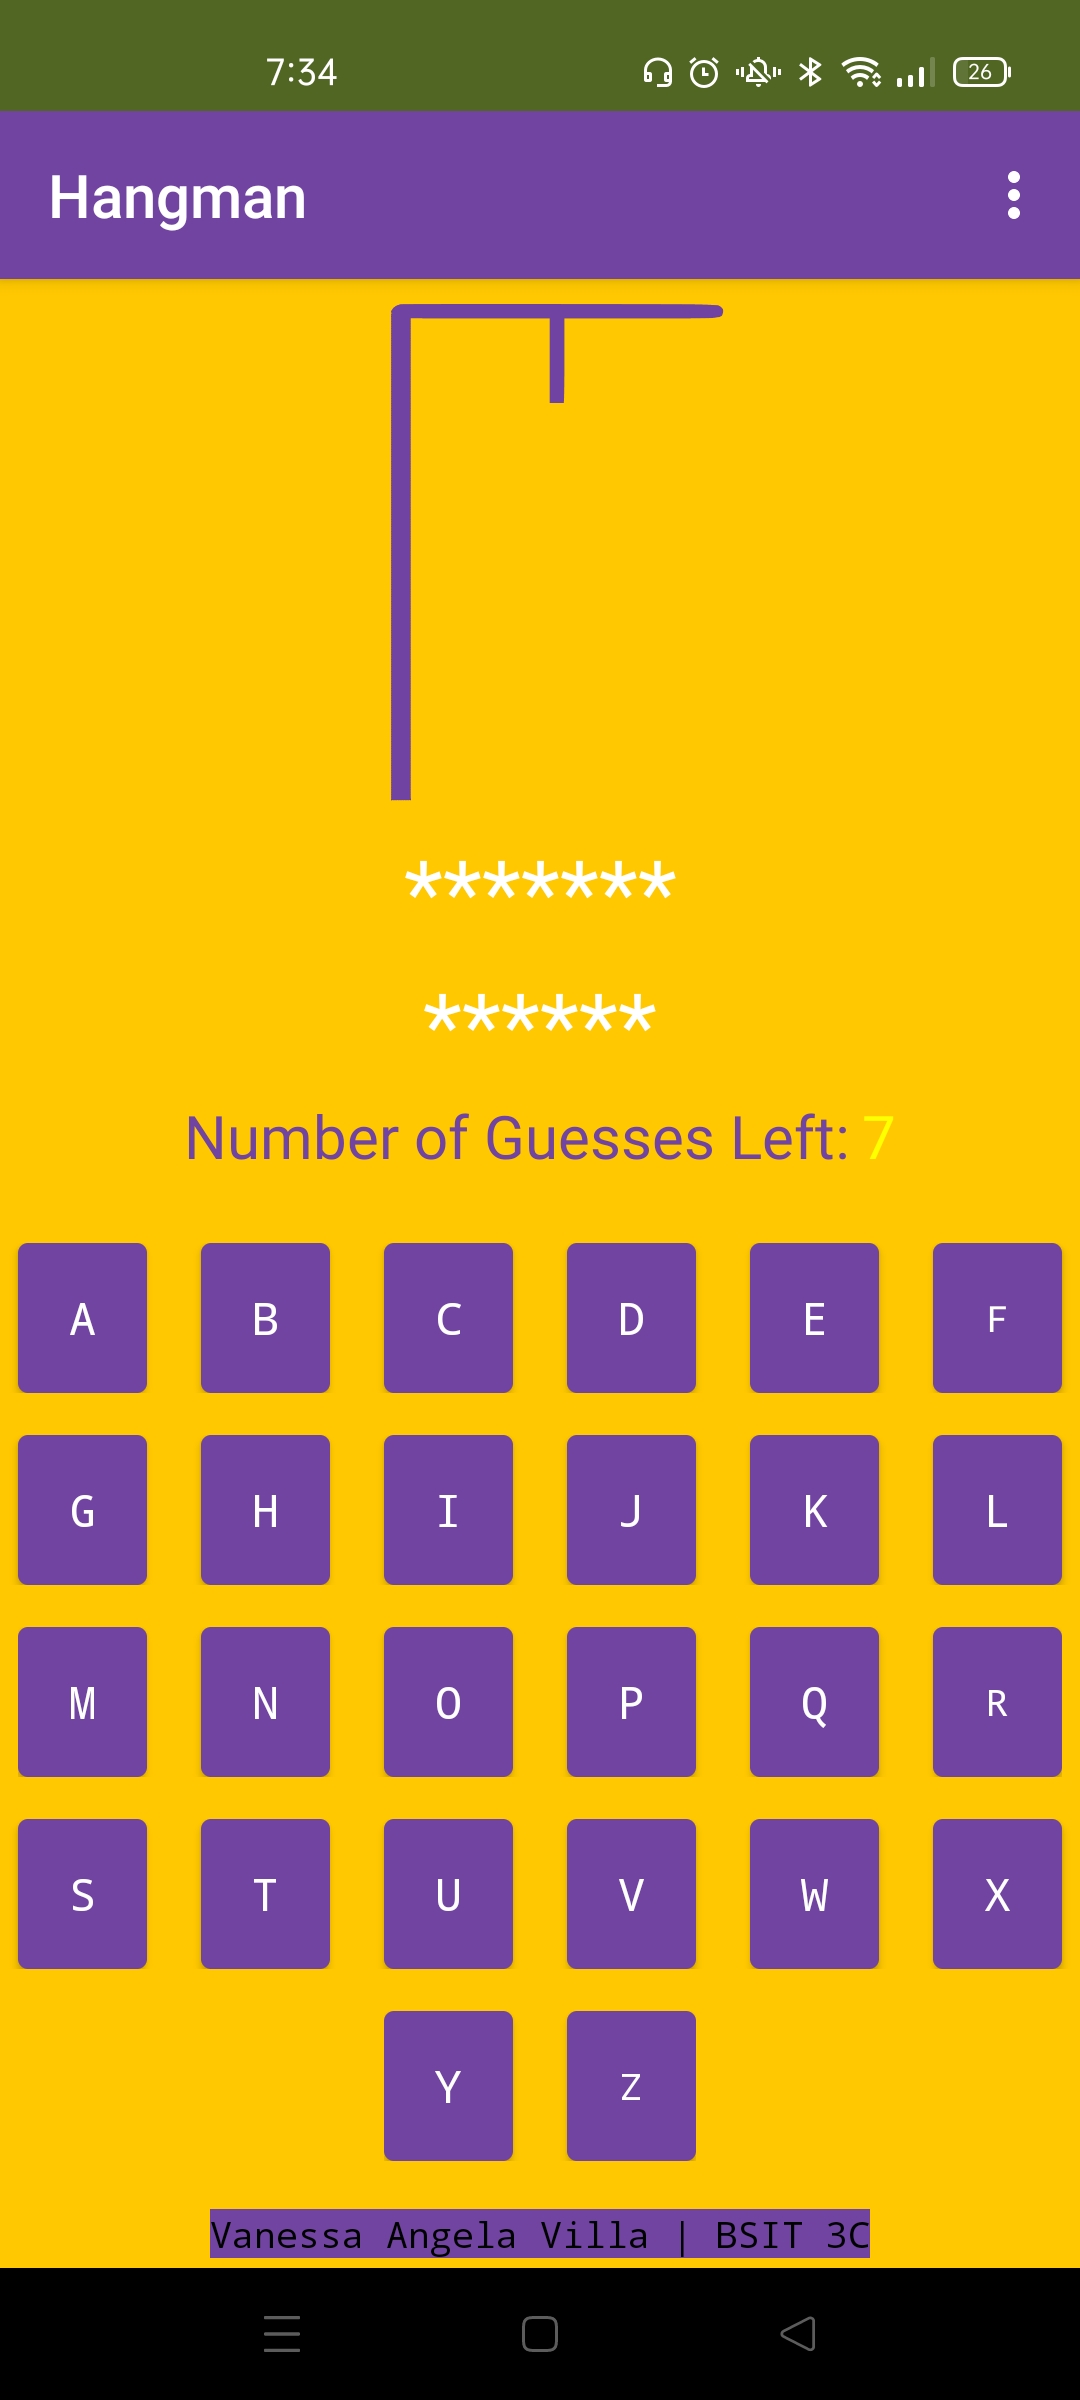 7:34
26
Hangman
*******
******
Number of Guesses Left: 7
A B C D E F
G H I J K L
M N O P Q R
S T U V W X
Y Z
Vanessa Angela Villa | BSIT 3C